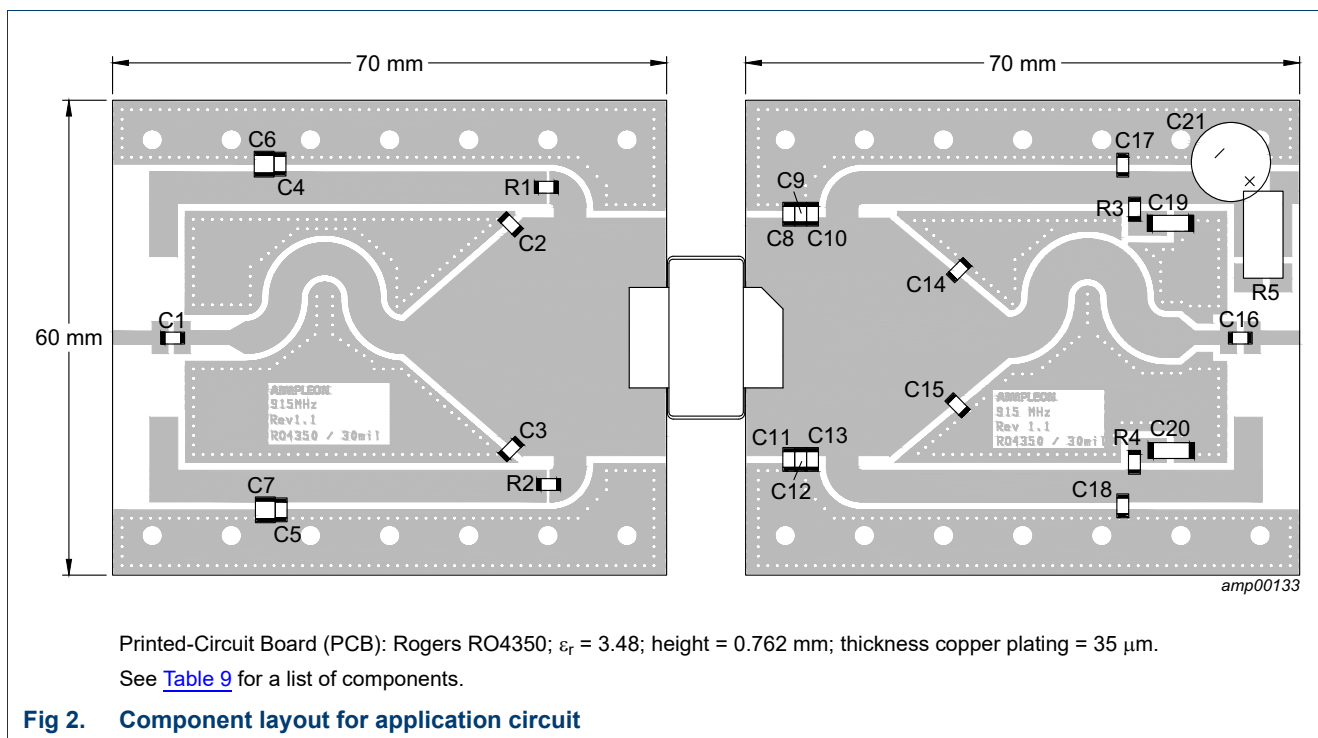 70 mm
70 mm
60 mm
C6
C4
R1
C2
C1
C3
R2
C7
C5
C21
C17
C9
R3
C19
C8
C10
C14
R5
C16
C15
C11
C13
R4
C20
C12
C18
AMPLEON
915MHz
Rev1.1
RO4350 / 30mil
AMPLEON
915 MHz
Rev 1.1
RO4350 / 30mil
amp00133
Printed-Circuit Board (PCB): Rogers RO4350; εr = 3.48; height = 0.762 mm; thickness copper plating = 35 μm.
See Table 9 for a list of components.
Fig 2. Component layout for application circuit